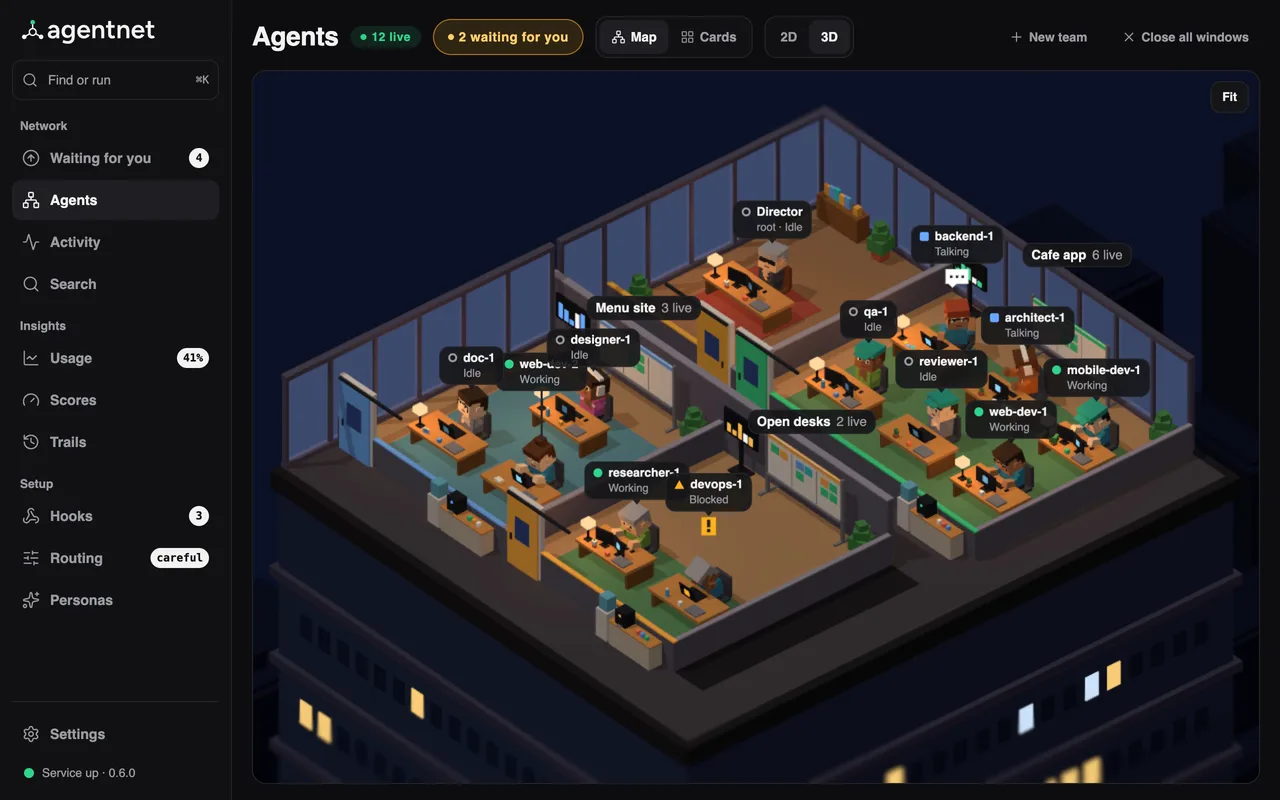 agentnet
Find or run ⌘K
Network
Waiting for you 4
Agents
Activity
Search
Insights
Usage 41%
Scores
Trails
Setup
Hooks 3
Routing careful
Personas
Settings
Service up · 0.6.0
Agents
12 live
2 waiting for you
Map
Cards
2D
3D
New team
Close all windows
Fit
Director
root · Idle
backend-1
Talking
Cafe app 6 live
Menu site 3 live
qa-1
Idle
architect-1
Talking
designer-1
Idle
doc-1
Idle
Working
reviewer-1
Idle
mobile-dev-1
Working
web-dev-1
Working
Open desks 2 live
researcher-1
Working
devops-1
Blocked
!